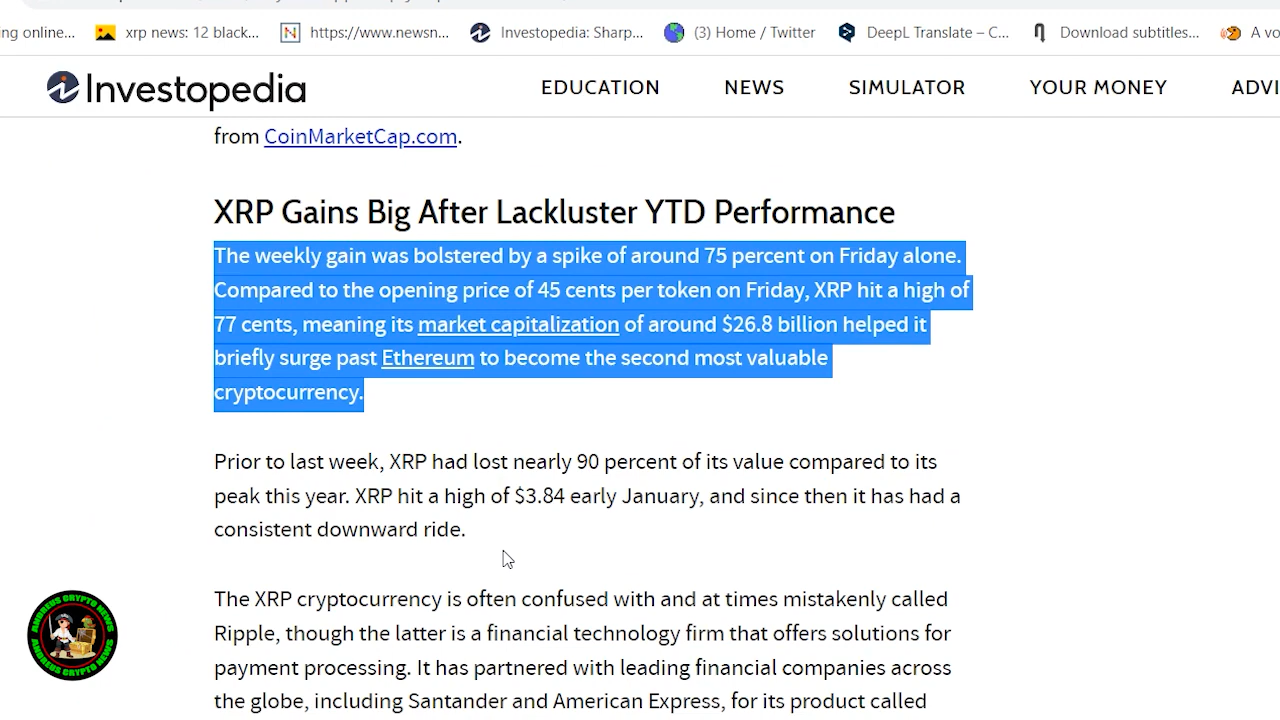 ing online...
xrp news: 12 black...
https://www.newsn...
Investopedia: Sharp...
(3) Home / Twitter
DeepL Translate – C...
Download subtitles...
A vo
Investopedia
EDUCATION
NEWS
SIMULATOR
YOUR MONEY
ADVI
from CoinMarketCap.com.
XRP Gains Big After Lackluster YTD Performance
The weekly gain was bolstered by a spike of around 75 percent on Friday alone.
Compared to the opening price of 45 cents per token on Friday, XRP hit a high of
77 cents, meaning its market capitalization of around $26.8 billion helped it
briefly surge past Ethereum to become the second most valuable
cryptocurrency.
Prior to last week, XRP had lost nearly 90 percent of its value compared to its
peak this year. XRP hit a high of $3.84 early January, and since then it has had a
consistent downward ride.
The XRP cryptocurrency is often confused with and at times mistakenly called
Ripple, though the latter is a financial technology firm that offers solutions for
payment processing. It has partnered with leading financial companies across
the globe, including Santander and American Express, for its product called
ANDREUS CRYPTO NEWS
ANDREUS CRYPTO NEWS